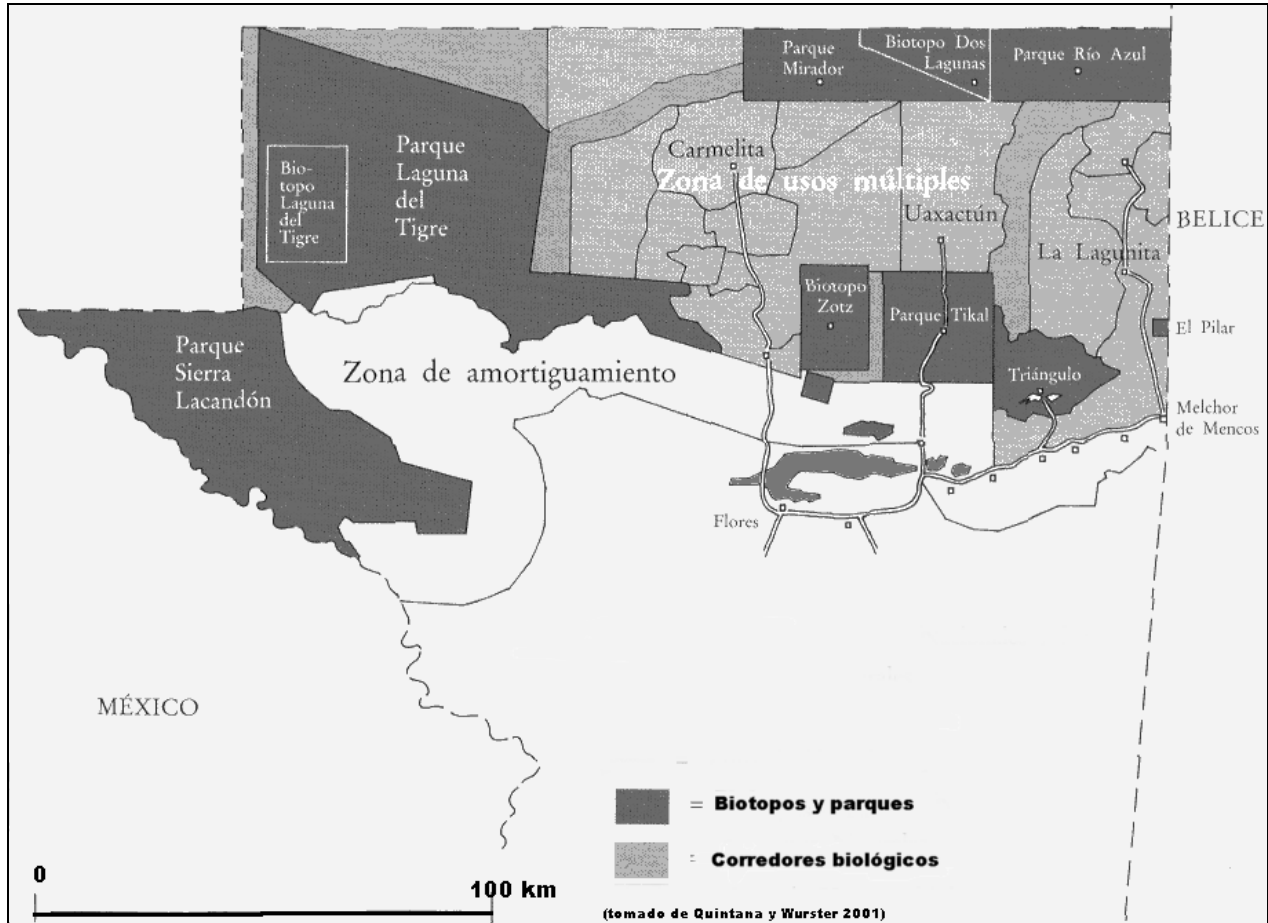 Parque
Mirador
Biotopo Dos
Lagunas
Parque Río Azul
Parque
Laguna
del
Tigre
Bio-
topo
Laguna
del
Tigre
Carmelita
Zona de usos múltiples
Uaxactún
BELICE
La Lagunita
Biotopo
Zotz
Parque Tikal
El Pilar
Parque
Sierra
Lacandón
Zona de amortiguamiento
Triángulo
Melchor
de Mencos
Flores
MÉXICO
= Biotopos y parques
= Corredores biológicos
0
100 km
(tomado de Quintana y Wurster 2001)